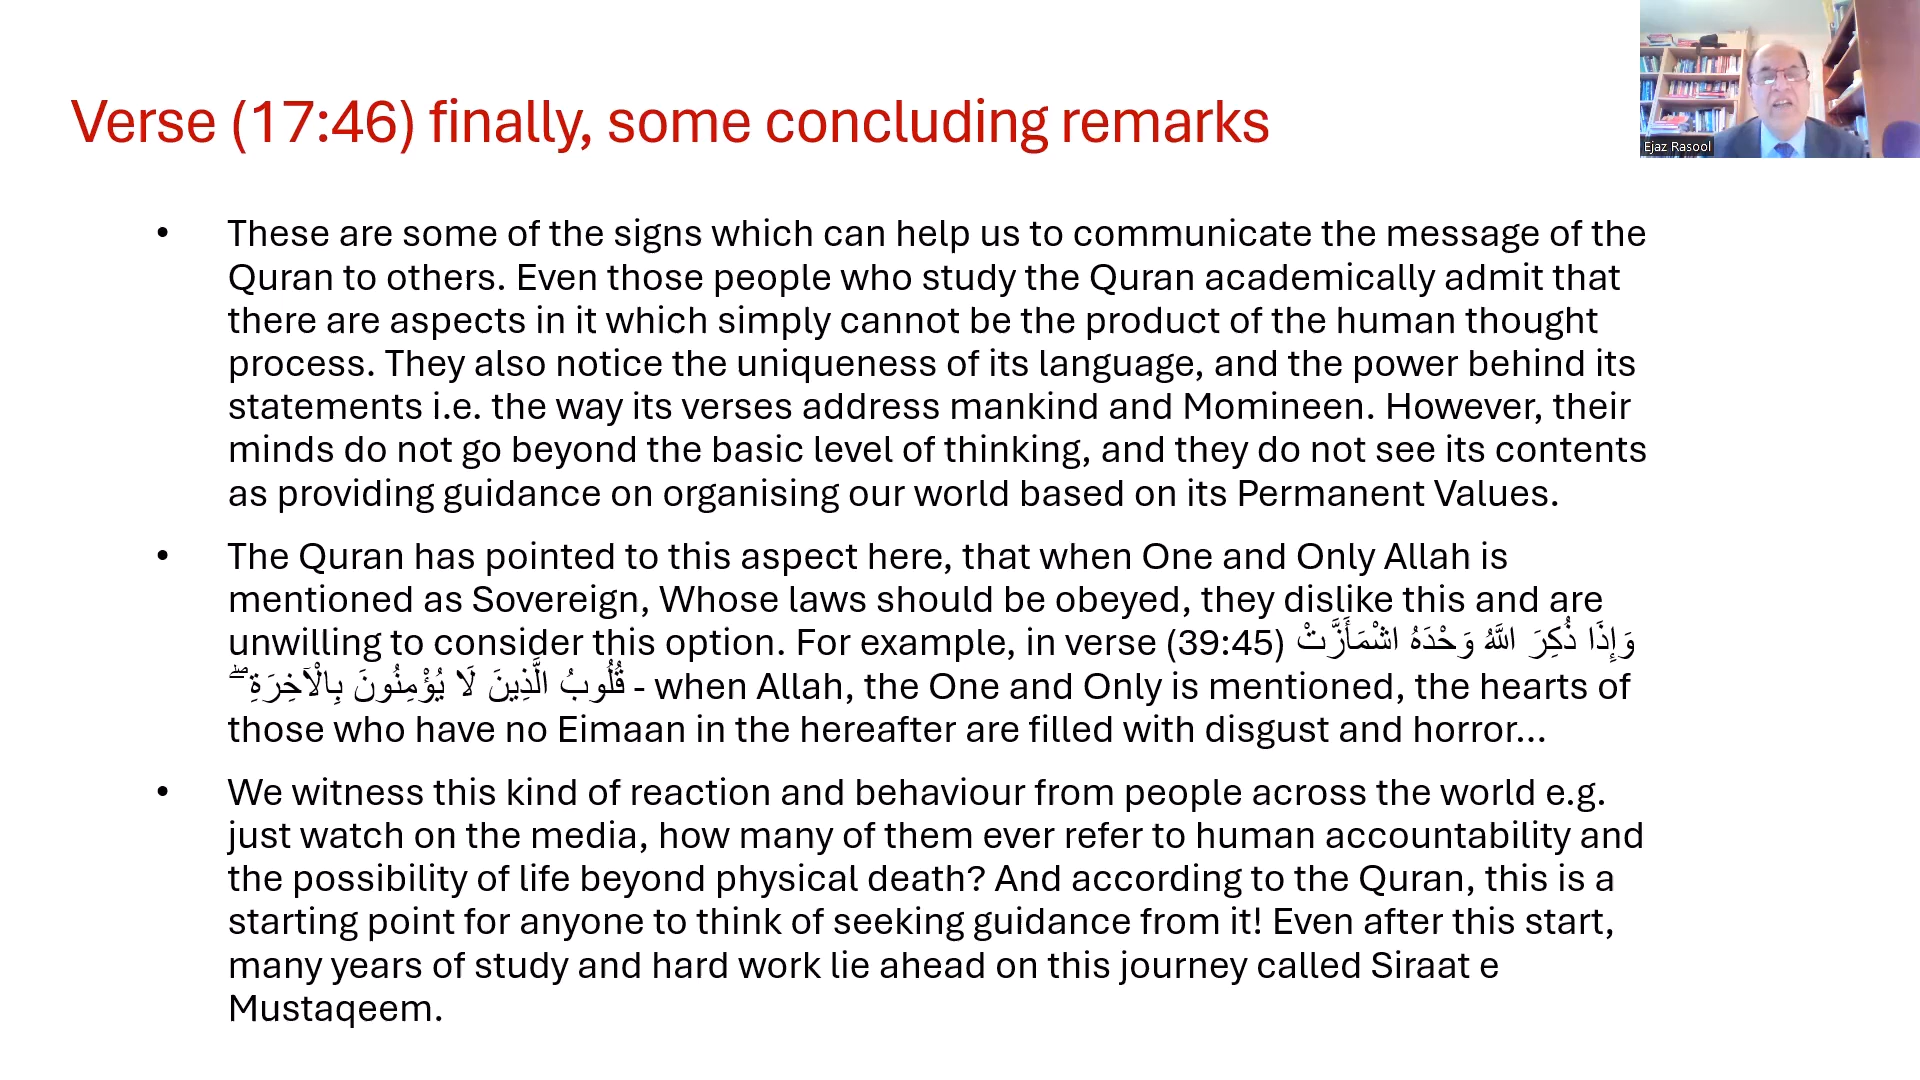 Verse (17:46) finally, some concluding remarks
Ejaz Rasool
• These are some of the signs which can help us to communicate the message of the
Quran to others. Even those people who study the Quran academically admit that
there are aspects in it which simply cannot be the product of the human thought
process. They also notice the uniqueness of its language, and the power behind its
statements i.e. the way its verses address mankind and Momineen. However, their
minds do not go beyond the basic level of thinking, and they do not see its contents
as providing guidance on organising our world based on its Permanent Values.
• The Quran has pointed to this aspect here, that when One and Only Allah is
mentioned as Sovereign, Whose laws should be obeyed, they dislike this and are
unwilling to consider this option. For example, in verse (39:45) وَإِذَا ذُكِرَ اللَّهُ وَحْدَهُ اشْمَأَزَّتْ
قُلُوبُ الَّذِينَ لَا يُؤْمِنُونَ بِالْآخِرَةِ ۖ - when Allah, the One and Only is mentioned, the hearts of
those who have no Eimaan in the hereafter are filled with disgust and horror...
• We witness this kind of reaction and behaviour from people across the world e.g.
just watch on the media, how many of them ever refer to human accountability and
the possibility of life beyond physical death? And according to the Quran, this is a
starting point for anyone to think of seeking guidance from it! Even after this start,
many years of study and hard work lie ahead on this journey called Siraat e
Mustaqeem.